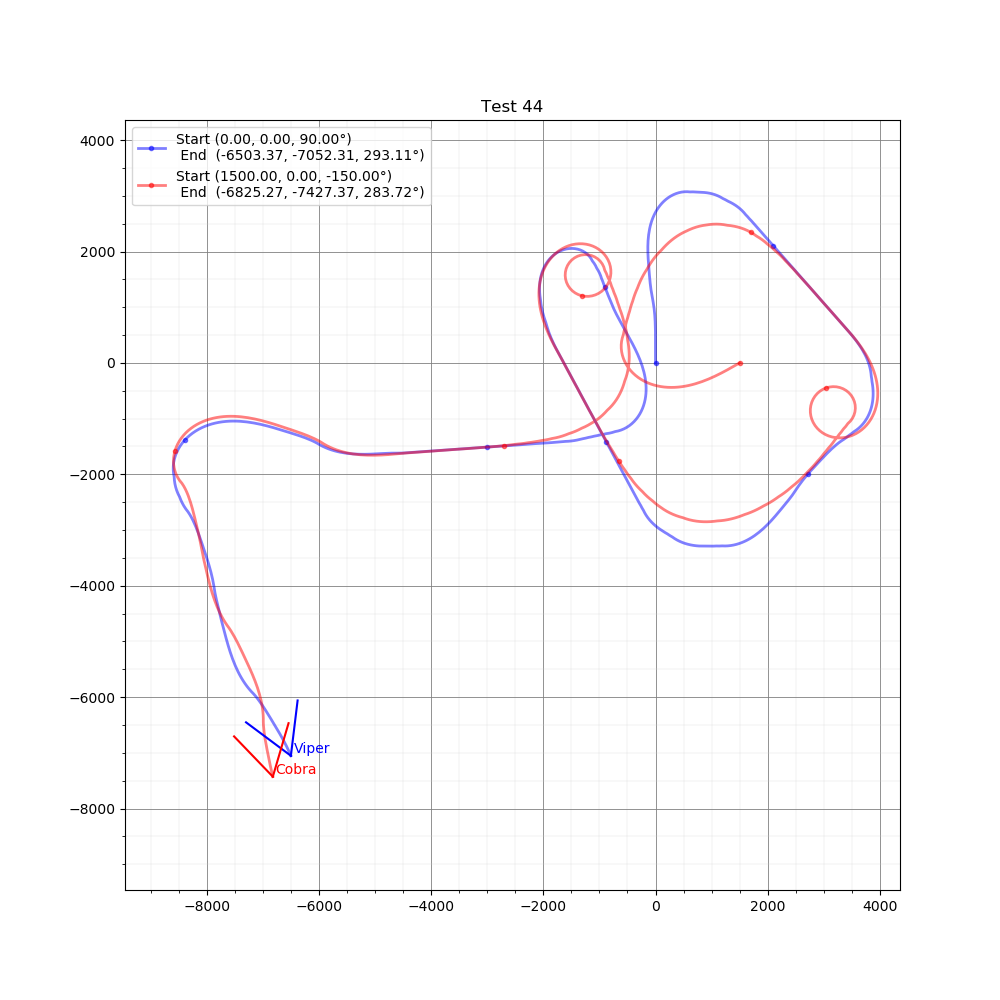 Test 44
Start (0.00, 0.00, 90.00°)
End  (-6503.37, -7052.31, 293.11°)
Start (1500.00, 0.00, -150.00°)
End  (-6825.27, -7427.37, 283.72°)
4000
2000
0
−2000
−4000
−6000
−8000
Viper
Cobra
−8000
−6000
−4000
−2000
0
2000
4000